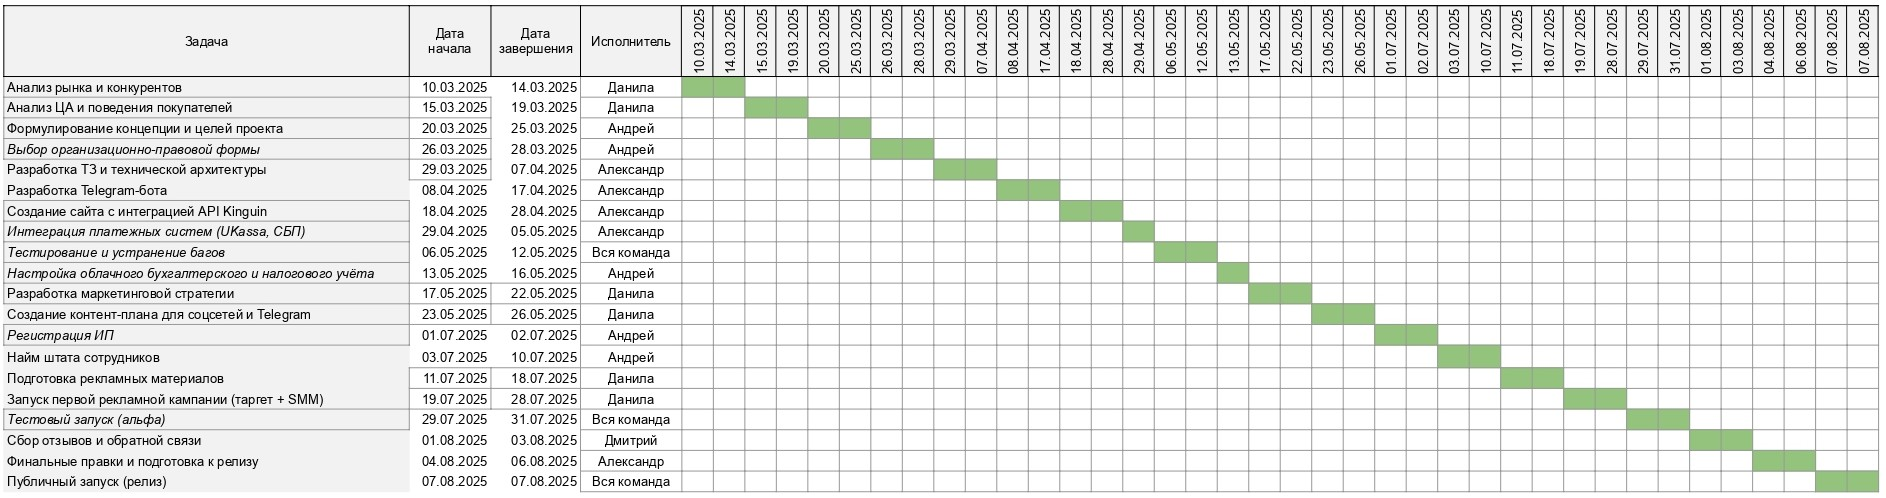 Задача Дата начала Дата завершения Исполнитель 10.03.2025 14.03.2025 15.03.2025 19.03.2025 20.03.2025 25.03.2025 26.03.2025 28.03.2025 29.03.2025 07.04.2025 08.04.2025 17.04.2025 18.04.2025 28.04.2025 29.04.2025 06.05.2025 12.05.2025 13.05.2025 17.05.2025 22.05.2025 23.05.2025 26.05.2025 01.07.2025 02.07.2025 03.07.2025 10.07.2025 11.07.2025 18.07.2025 19.07.2025 28.07.2025 29.07.2025 31.07.2025 01.08.2025 03.08.2025 04.08.2025 06.08.2025 07.08.2025 07.08.2025
Анализ рынка и конкурентов 10.03.2025 14.03.2025 Данила
Анализ ЦА и поведения покупателей 15.03.2025 19.03.2025 Данила
Формулирование концепции и целей проекта 20.03.2025 25.03.2025 Андрей
Выбор организационно-правовой формы 26.03.2025 28.03.2025 Андрей
Разработка ТЗ и технической архитектуры 29.03.2025 07.04.2025 Александр
Разработка Telegram-бота 08.04.2025 17.04.2025 Александр
Создание сайта с интеграцией API Kinguin 18.04.2025 28.04.2025 Александр
Интеграция платежных систем (UKassa, СБП) 29.04.2025 05.05.2025 Александр
Тестирование и устранение багов 06.05.2025 12.05.2025 Вся команда
Настройка облачного бухгалтерского и налогового учёта 13.05.2025 16.05.2025 Андрей
Разработка маркетинговой стратегии 17.05.2025 22.05.2025 Данила
Создание контент-плана для соцсетей и Telegram 23.05.2025 26.05.2025 Данила
Регистрация ИП 01.07.2025 02.07.2025 Андрей
Найм штата сотрудников 03.07.2025 10.07.2025 Андрей
Подготовка рекламных материалов 11.07.2025 18.07.2025 Данила
Запуск первой рекламной кампании (таргет + SMM) 19.07.2025 28.07.2025 Данила
Тестовый запуск (альфа) 29.07.2025 31.07.2025 Вся команда
Сбор отзывов и обратной связи 01.08.2025 03.08.2025 Дмитрий
Финальные правки и подготовка к релизу 04.08.2025 06.08.2025 Александр
Публичный запуск (релиз) 07.08.2025 07.08.2025 Вся команда